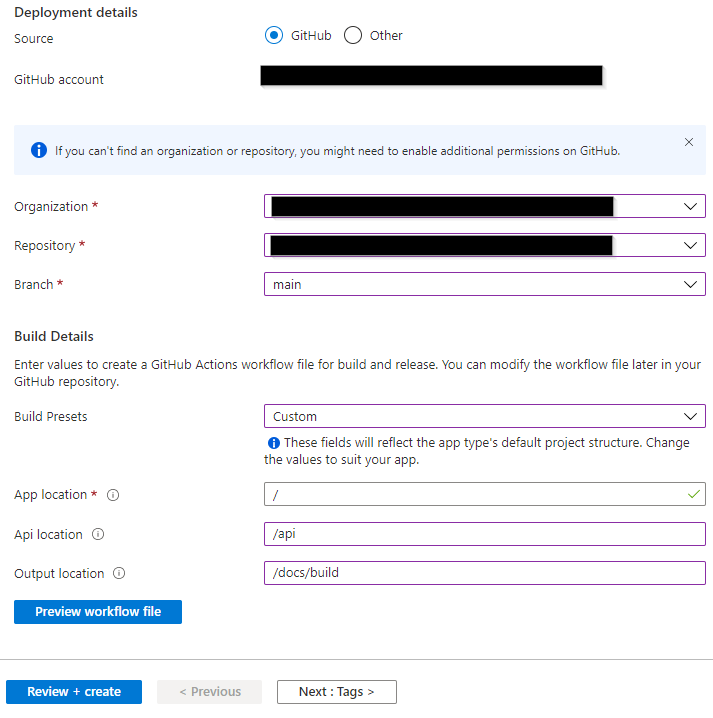 Deployment details
Source
GitHub
Other
GitHub account
If you can't find an organization or repository, you might need to enable additional permissions on GitHub.
Organization *
Repository *
Branch *
main
Build Details
Enter values to create a GitHub Actions workflow file for build and release. You can modify the workflow file later in your
GitHub repository.
Build Presets
Custom
These fields will reflect the app type's default project structure. Change
the values to suit your app.
App location *
/
Api location
/api
Output location
/docs/build
Preview workflow file
Review + create
< Previous
Next : Tags >